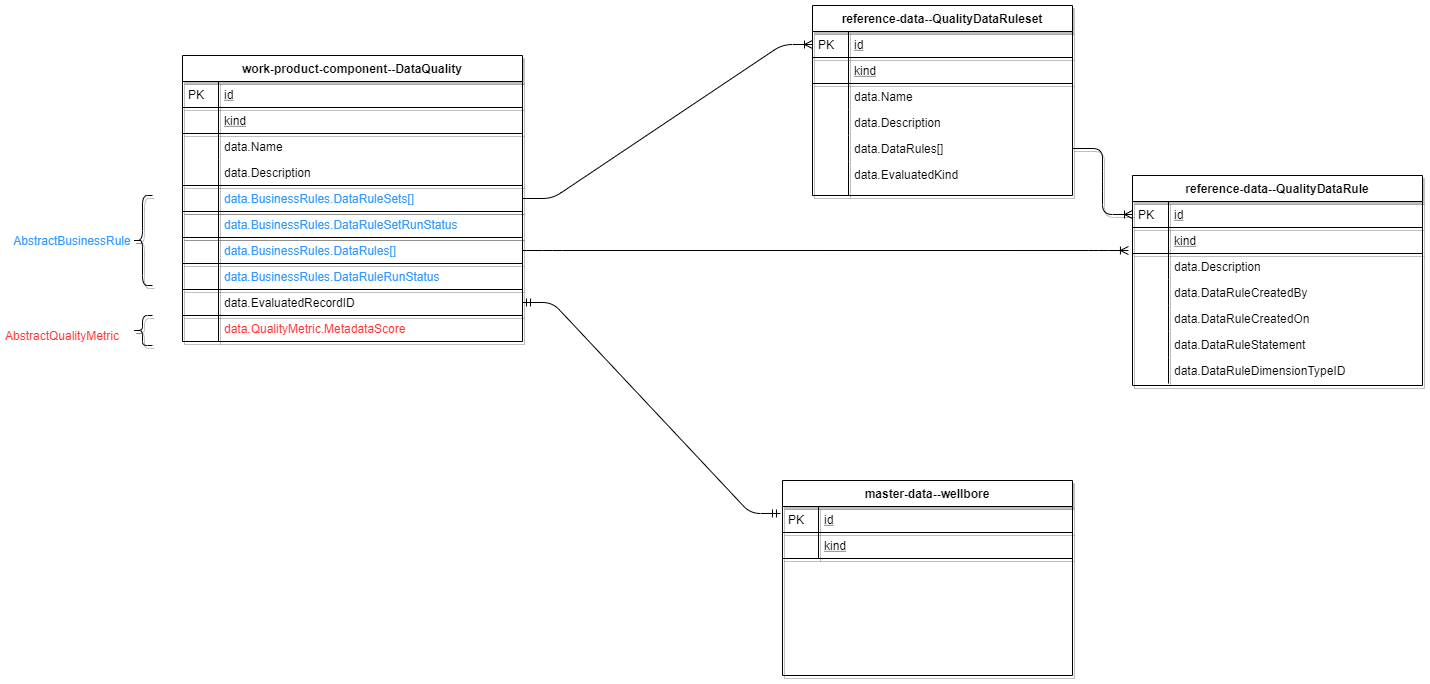 work-product-component--DataQuality
PK id
kind
data.Name
data.Description
data.BusinessRules.DataRuleSets[]
data.BusinessRules.DataRuleSetRunStatus
data.BusinessRules.DataRules[]
data.BusinessRules.DataRuleRunStatus
data.EvaluatedRecordID
data.QualityMetric.MetadataScore
AbstractBusinessRule
AbstractQualityMetric
reference-data--QualityDataRuleset
PK id
kind
data.Name
data.Description
data.DataRules[]
data.EvaluatedKind
reference-data--QualityDataRule
PK id
kind
data.Description
data.DataRuleCreatedBy
data.DataRuleCreatedOn
data.DataRuleStatement
data.DataRuleDimensionTypeID
master-data--wellbore
PK id
kind